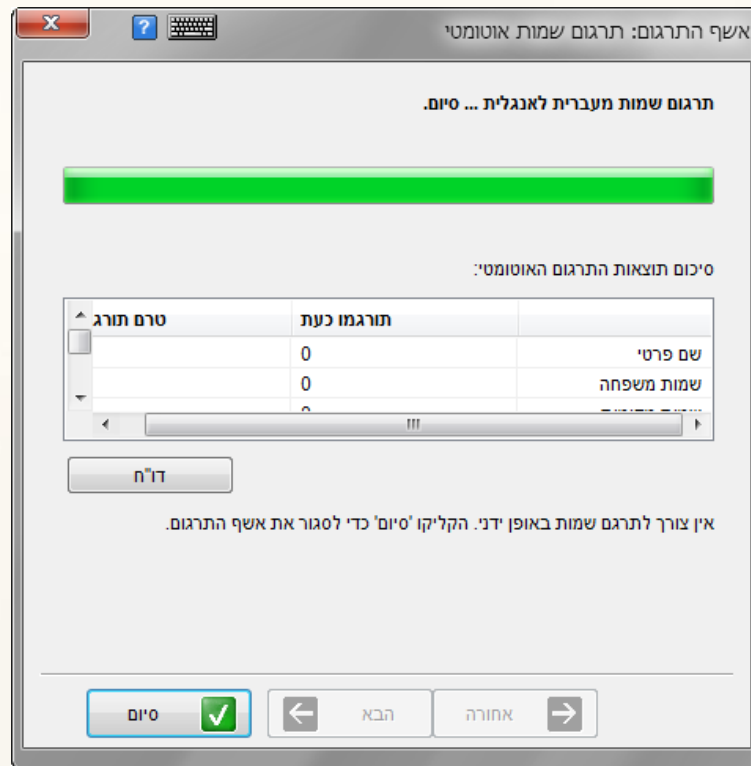 אשף התרגום: תרגום שמות אוטומטי
תרגום שמות מעברית לאנגלית ... סיום.
סיכום תוצאות התרגום האוטומטי:
תורגמו כעת טרם תורג
שם פרטי 0
שמות משפחה 0
דו"ח
אין צורך לתרגם שמות באופן ידני. הקליקו 'סיום' כדי לסגור את אשף התרגום.
אחורה הבא סיום